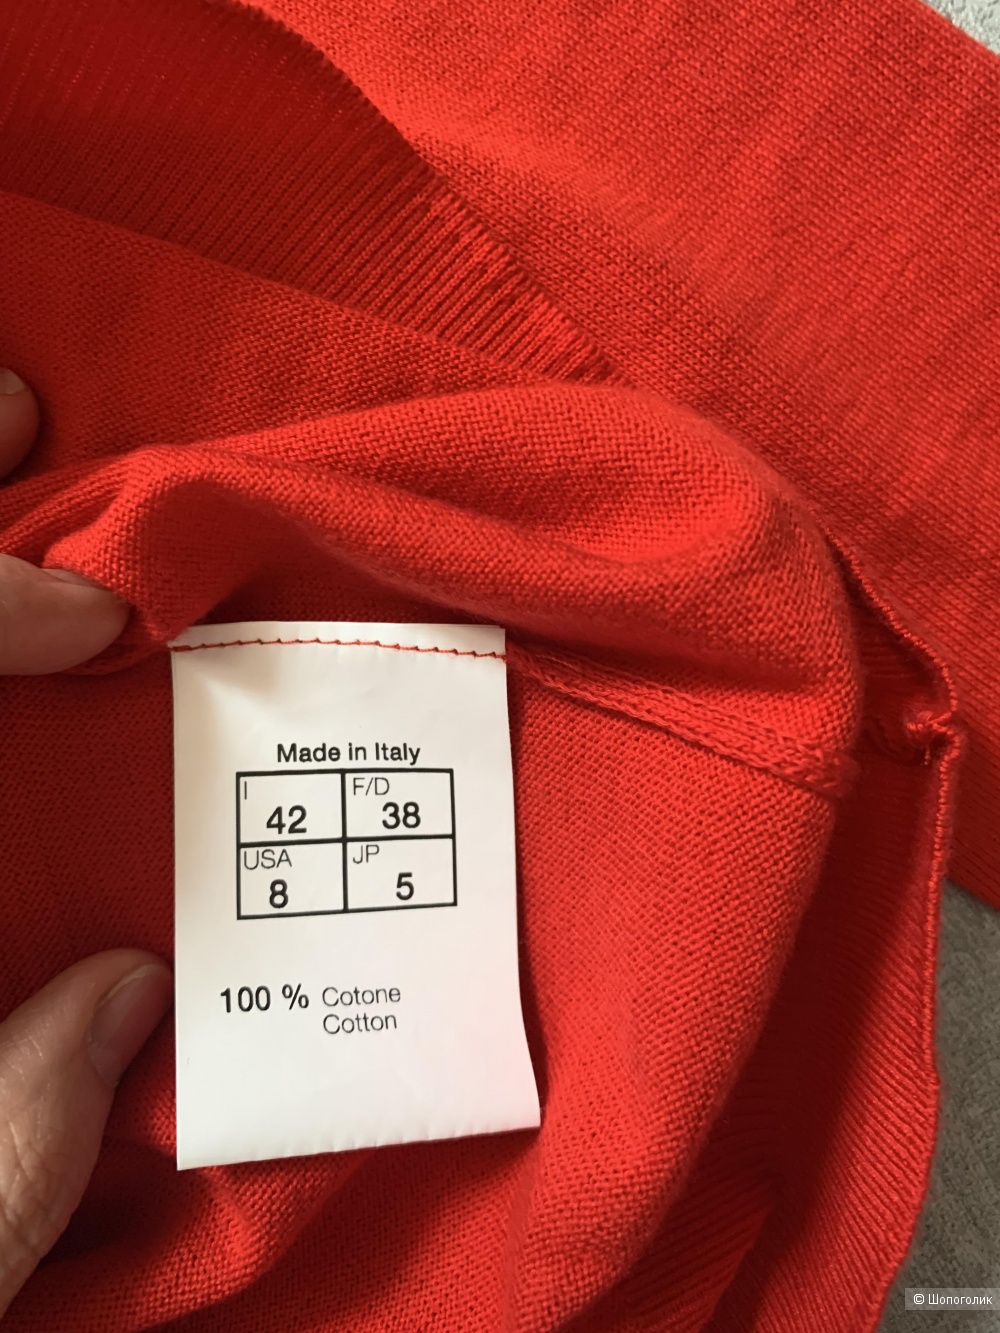 Made in Italy
I F/D
42 38
USA JP
8 5
100 % Cotone
Cotton
© Шопоголик